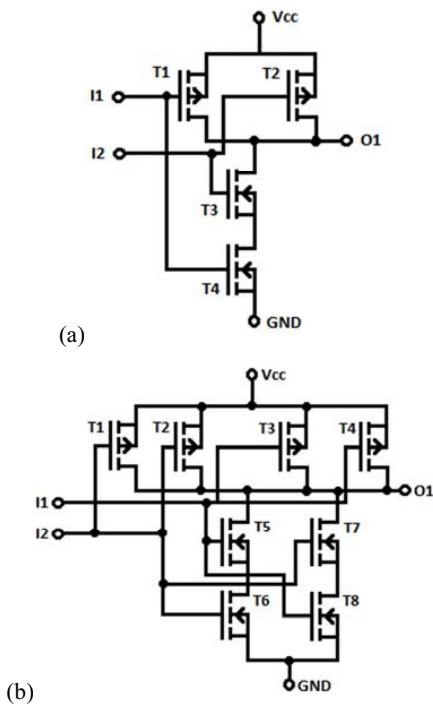 Vcc
T1
T2
I1
I2
O1
T3
T4
GND
(a)
Vcc
T1
T2
T3
T4
I1
O1
I2
T5
T7
T6
T8
GND
(b)